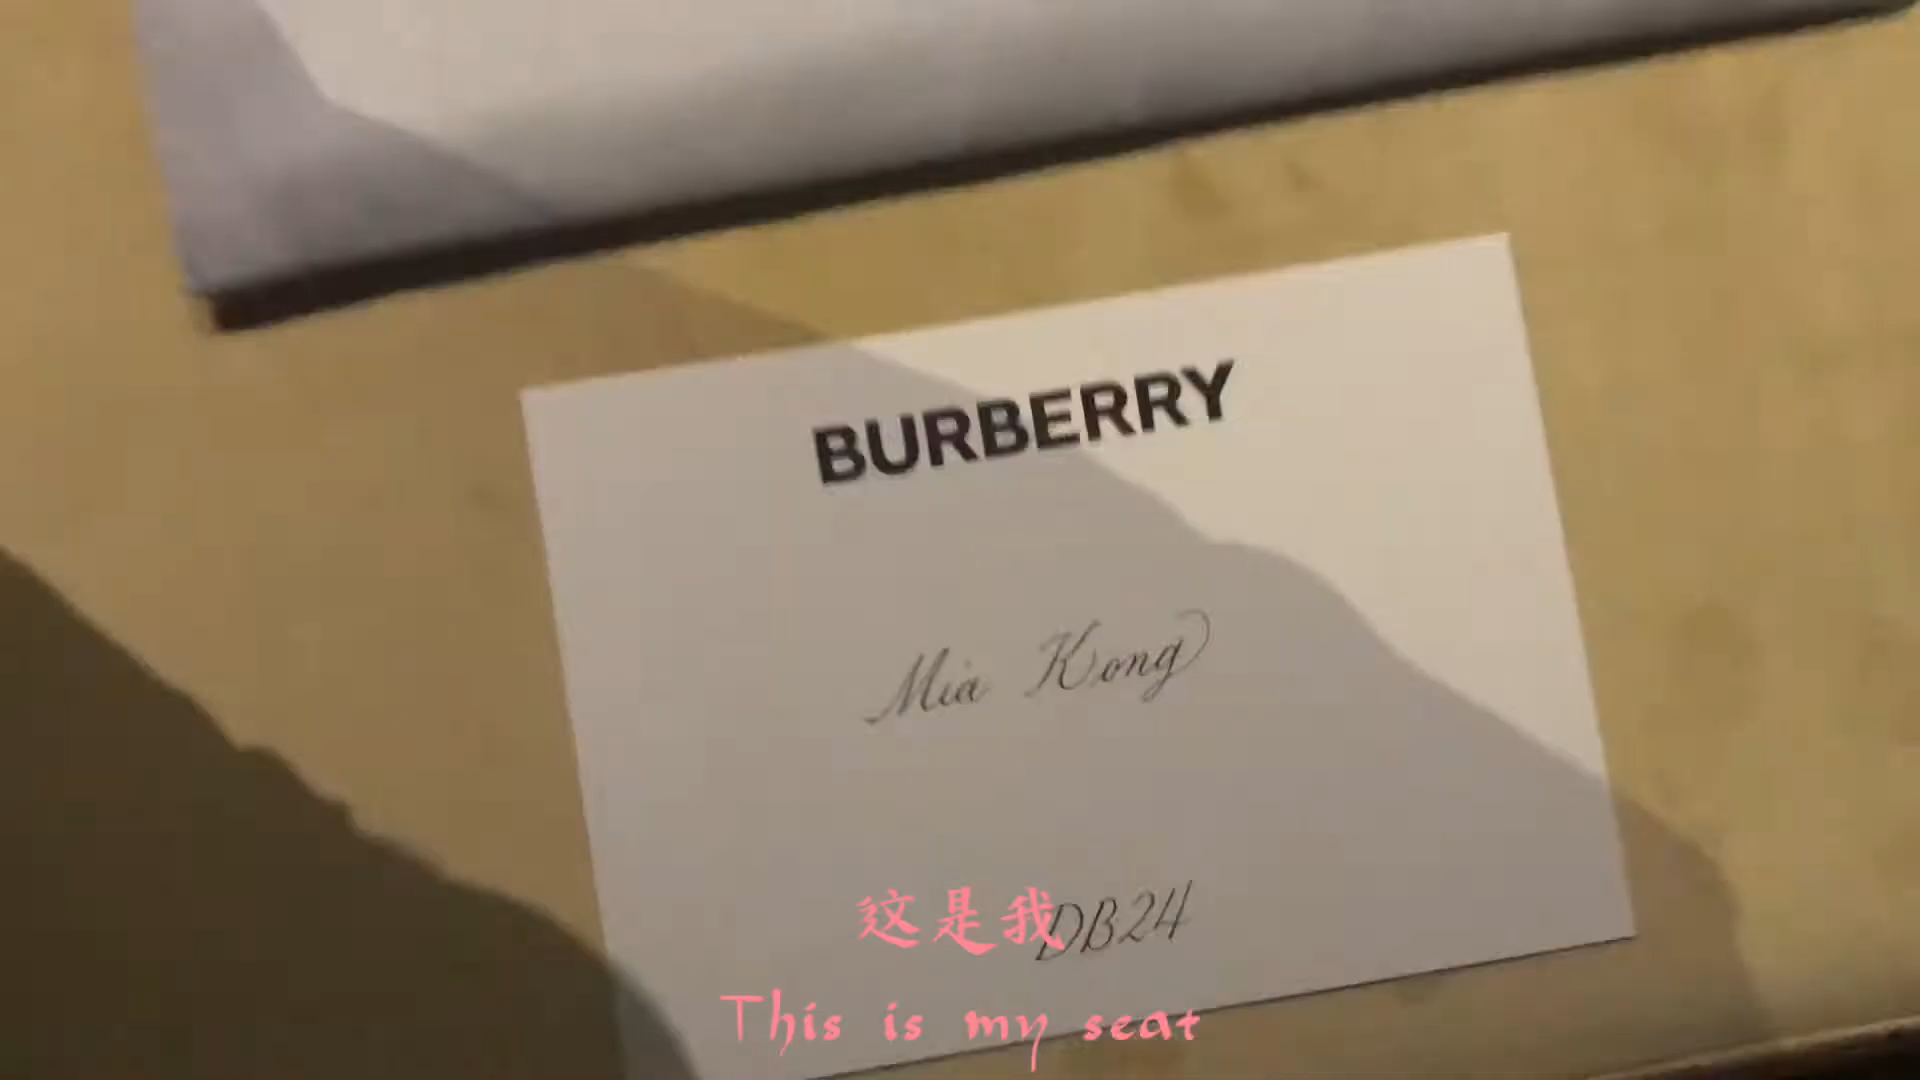 BURBERRY
Mia Kong
DB24
这是我
This is my seat